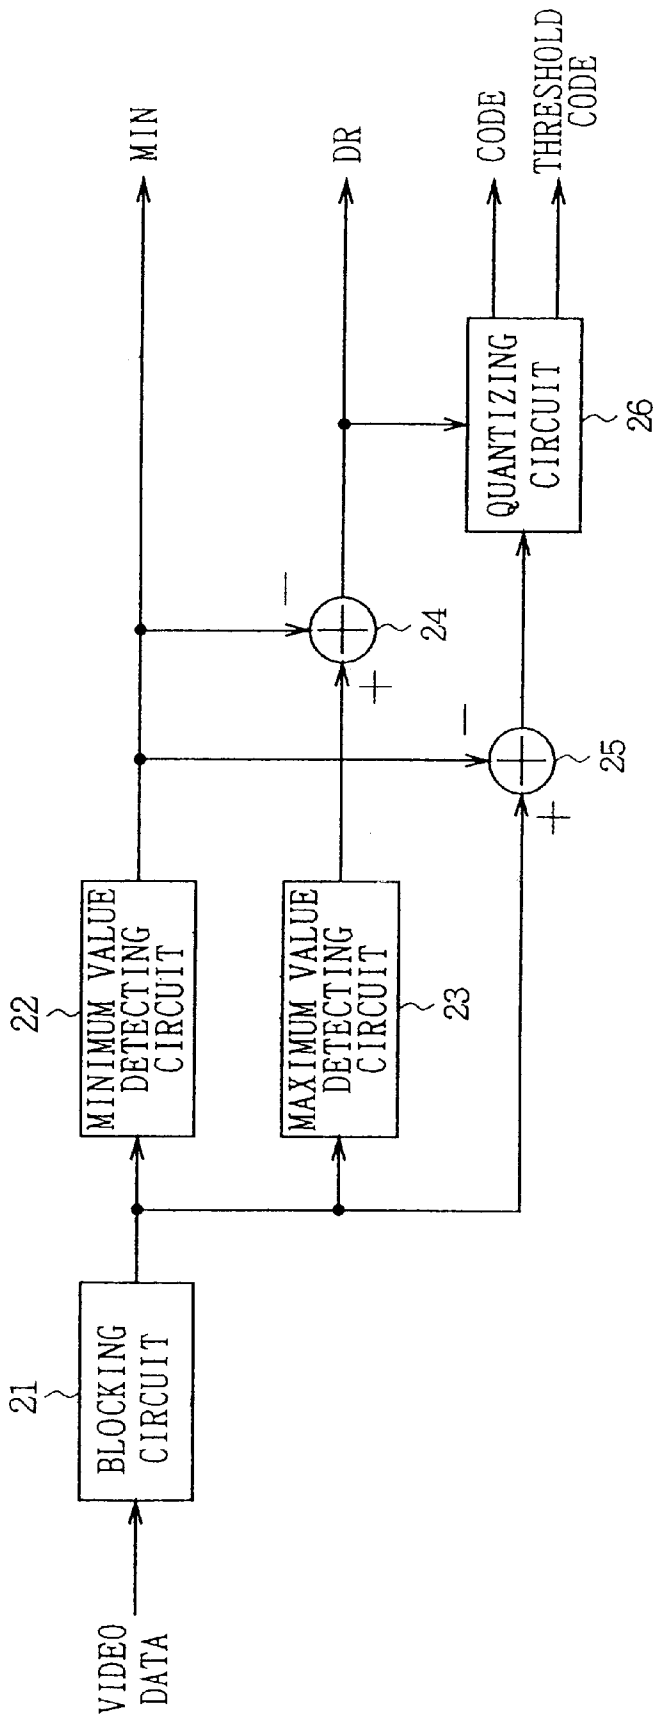 VIDEO
DATA
21
BLOCKING
CIRCUIT
22
MINIMUM VALUE
DETECTING
CIRCUIT
MAXIMUM VALUE
DETECTING
CIRCUIT
23
+
−
24
+
−
25
QUANTIZING
CIRCUIT
26
MIN
DR
CODE
THRESHOLD
CODE